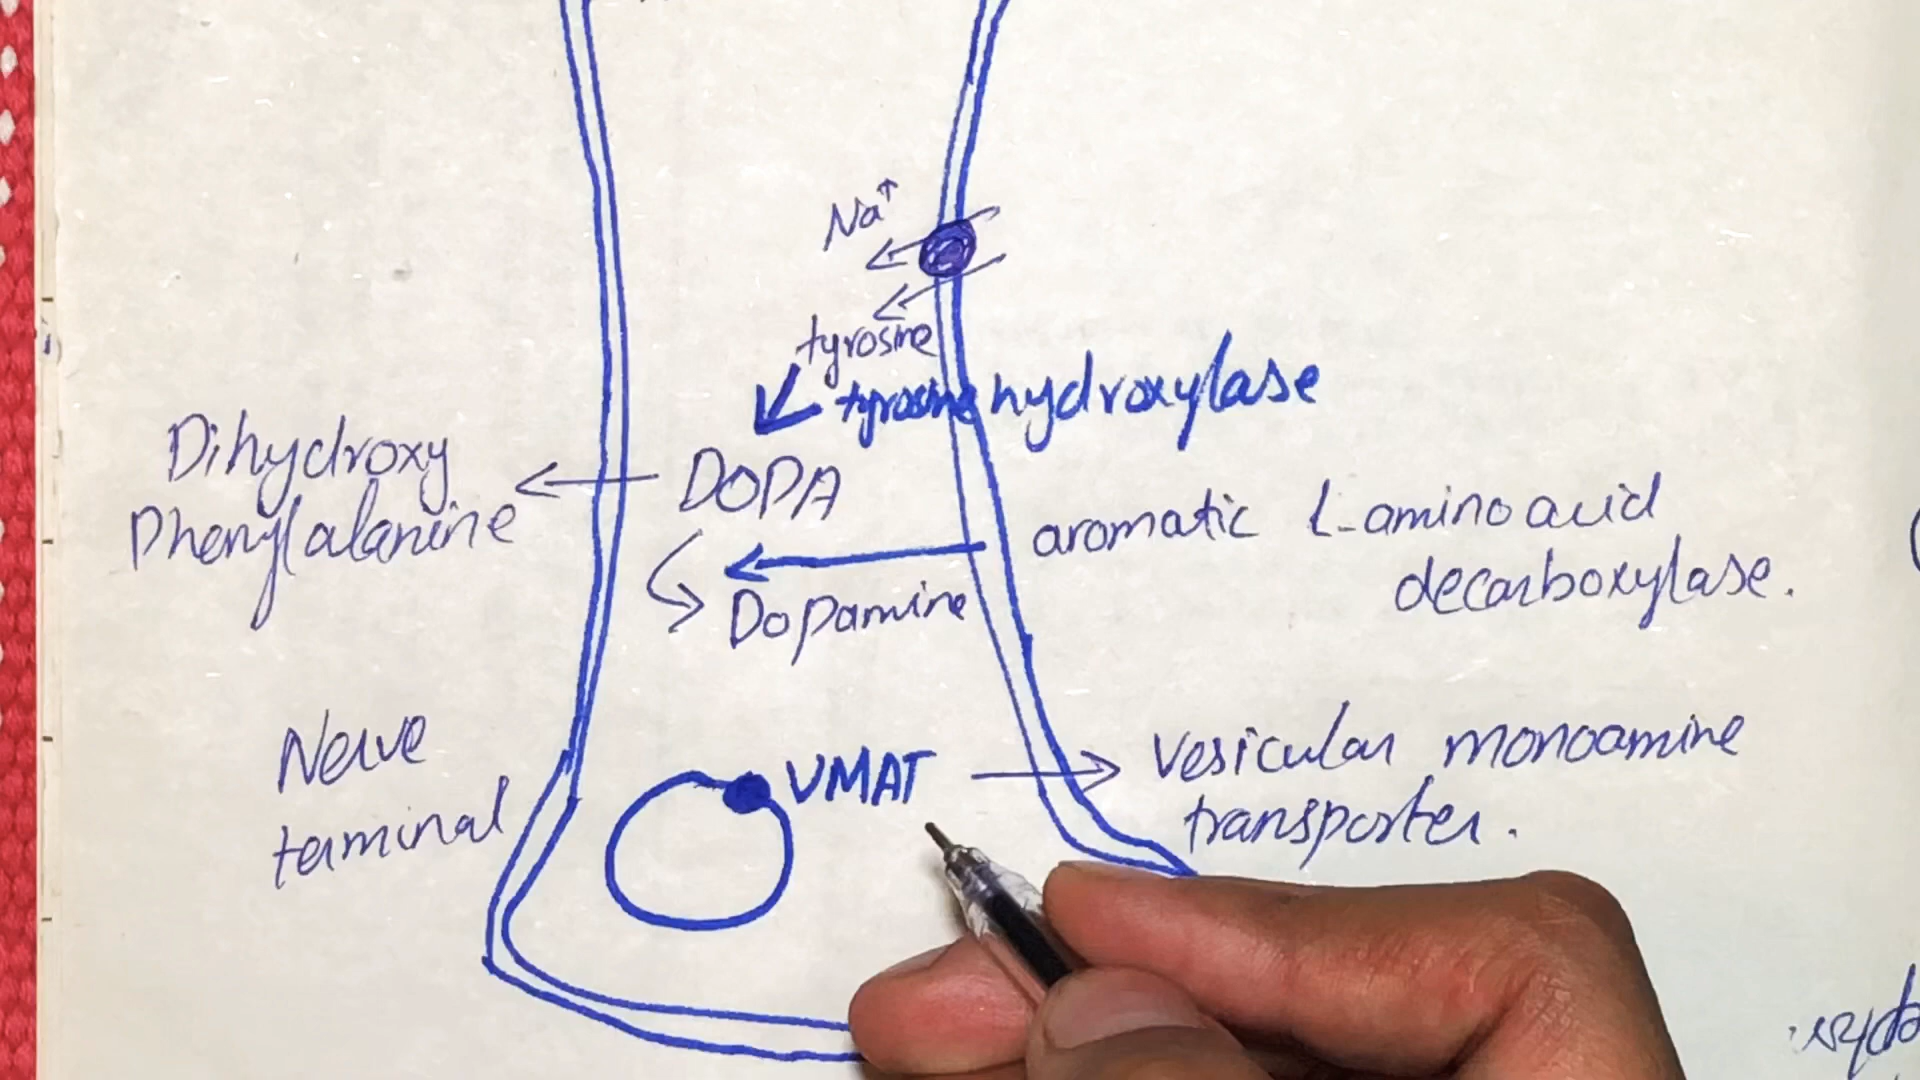 Na⁺
tyrosine
tyrosine hydroxylase
Dihydroxy
Phenylalanine
DOPA
aromatic L-amino acid
decarboxylase.
Dopamine
Nerve
terminal
VMAT
Vesicular monoamine
transporter.